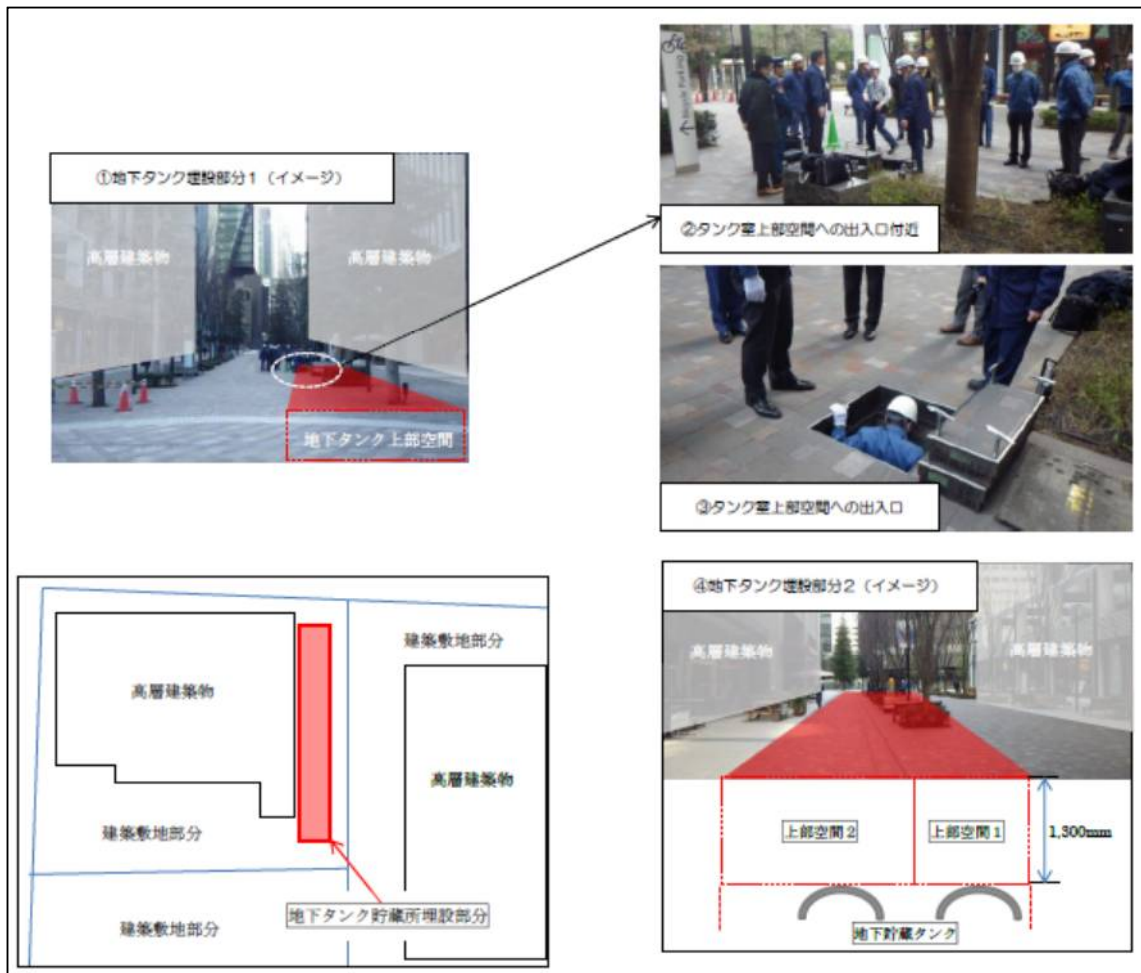 ①地下タンク埋設部分1（イメージ）
高層建築物
高層建築物
地下タンク上部空間
Bicycle Parking
②タンク室上部空間への出入口付近
③タンク室上部空間への出入口
高層建築物
建築敷地部分
高層建築物
建築敷地部分
地下タンク貯蔵所埋設部分
建築敷地部分
④地下タンク埋設部分2（イメージ）
高層建築物
高層建築物
上部空間2
上部空間1
1,300mm
地下貯蔵タンク